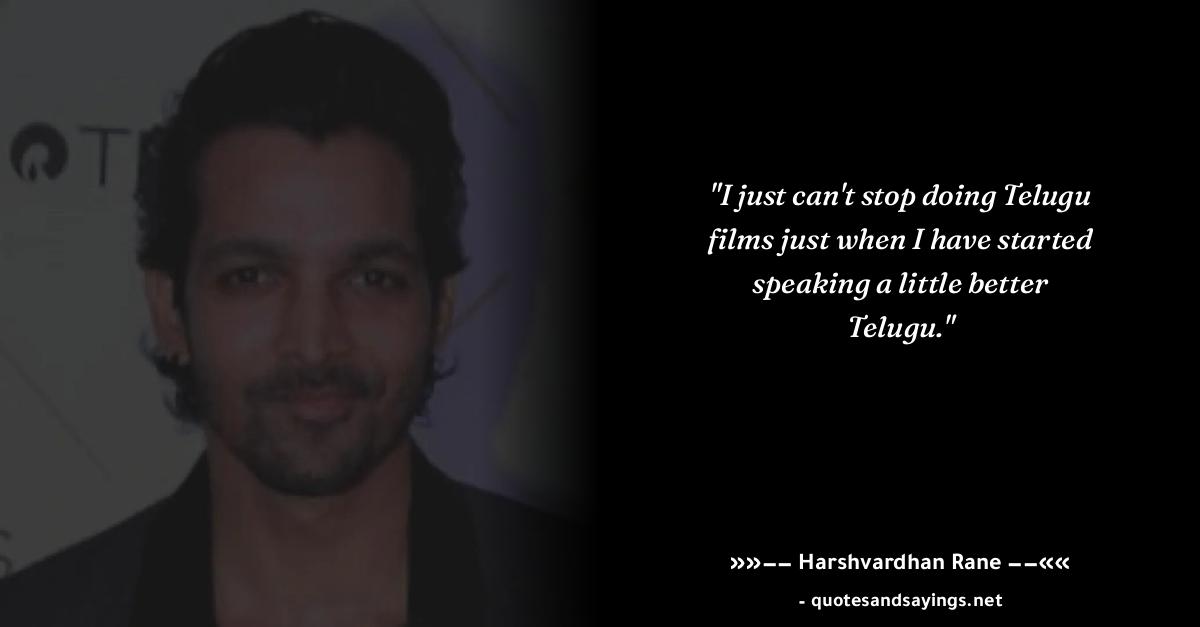 T
S
"I just can't stop doing Telugu
films just when I have started
speaking a little better
Telugu."
»»—— Harshvardhan Rane ——««
- quotesandsayings.net